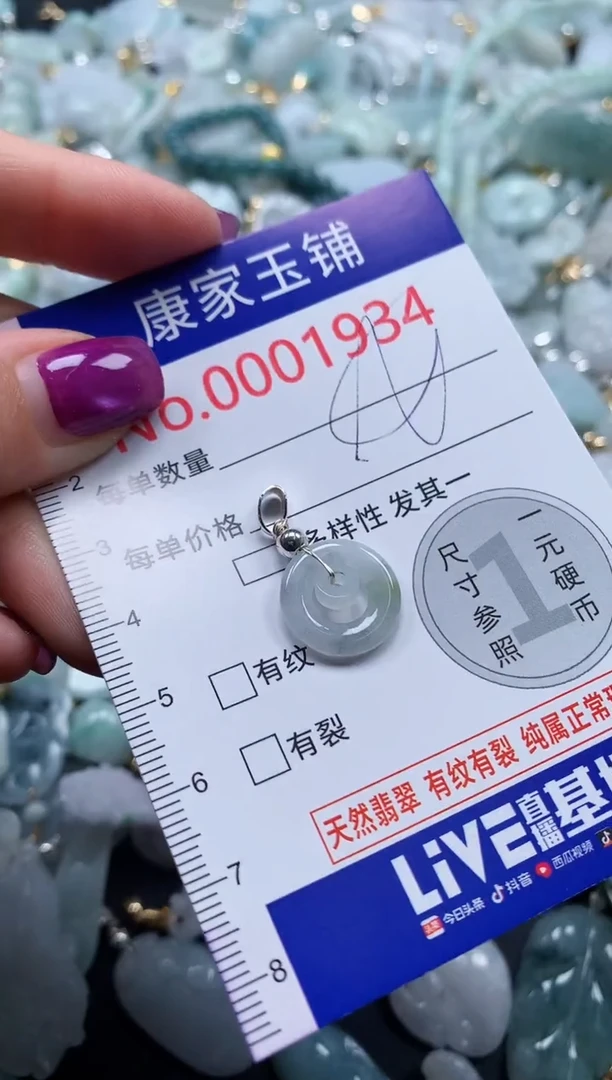 康家玉铺
No.0001934
每单数量
每单价格
多样性 发其一
有纹
有裂
尺寸参照
1
一元硬币
天然翡翠 有纹有裂 纯属正常
LiVE直播基地
今日头条 抖音 西瓜视频
2
3
4
5
6
7
8